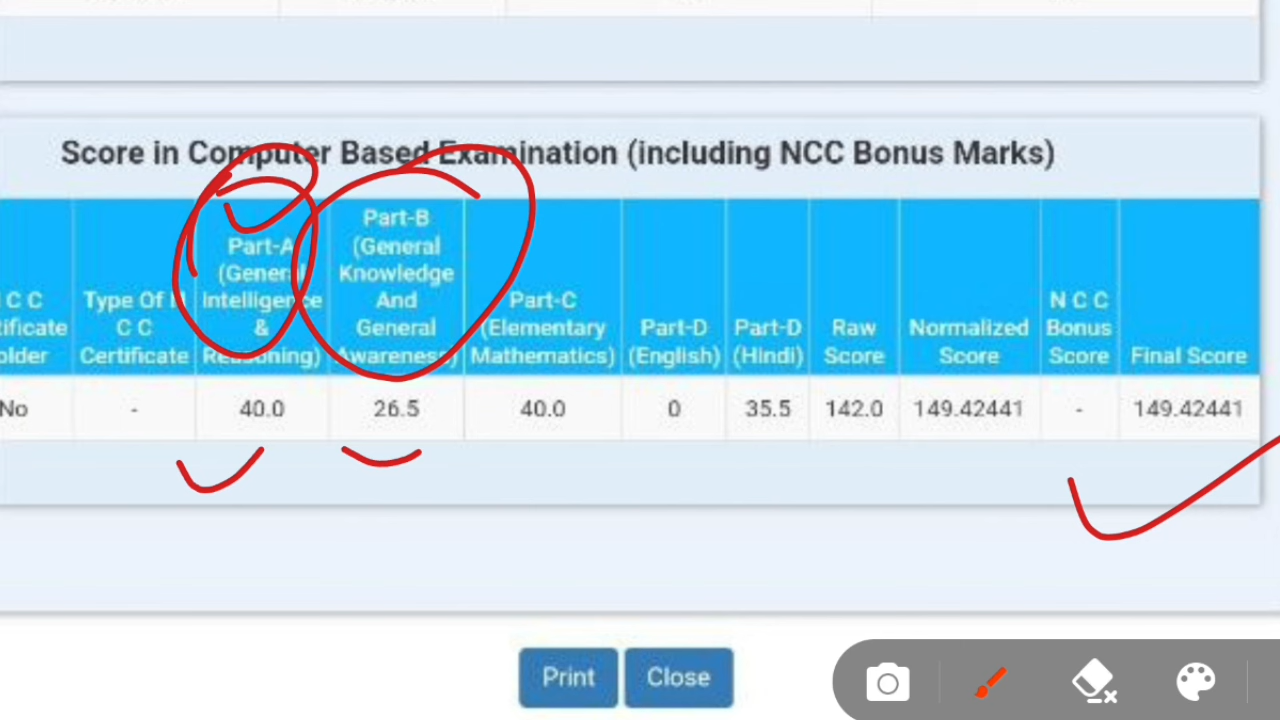 Score in Computer Based Examination (including NCC Bonus Marks)
C C
tificate
older
Type Of N
C C
Certificate
Part-A
(General
Intelligence
&
Reasoning)
Part-B
(General
Knowledge
And
General
Awareness)
Part-C
(Elementary
Mathematics)
Part-D
(English)
Part-D
(Hindi)
Raw
Score
Normalized
Score
N C C
Bonus
Score
Final Score
No
-
40.0
26.5
40.0
0
35.5
142.0
149.42441
-
149.42441
Print
Close